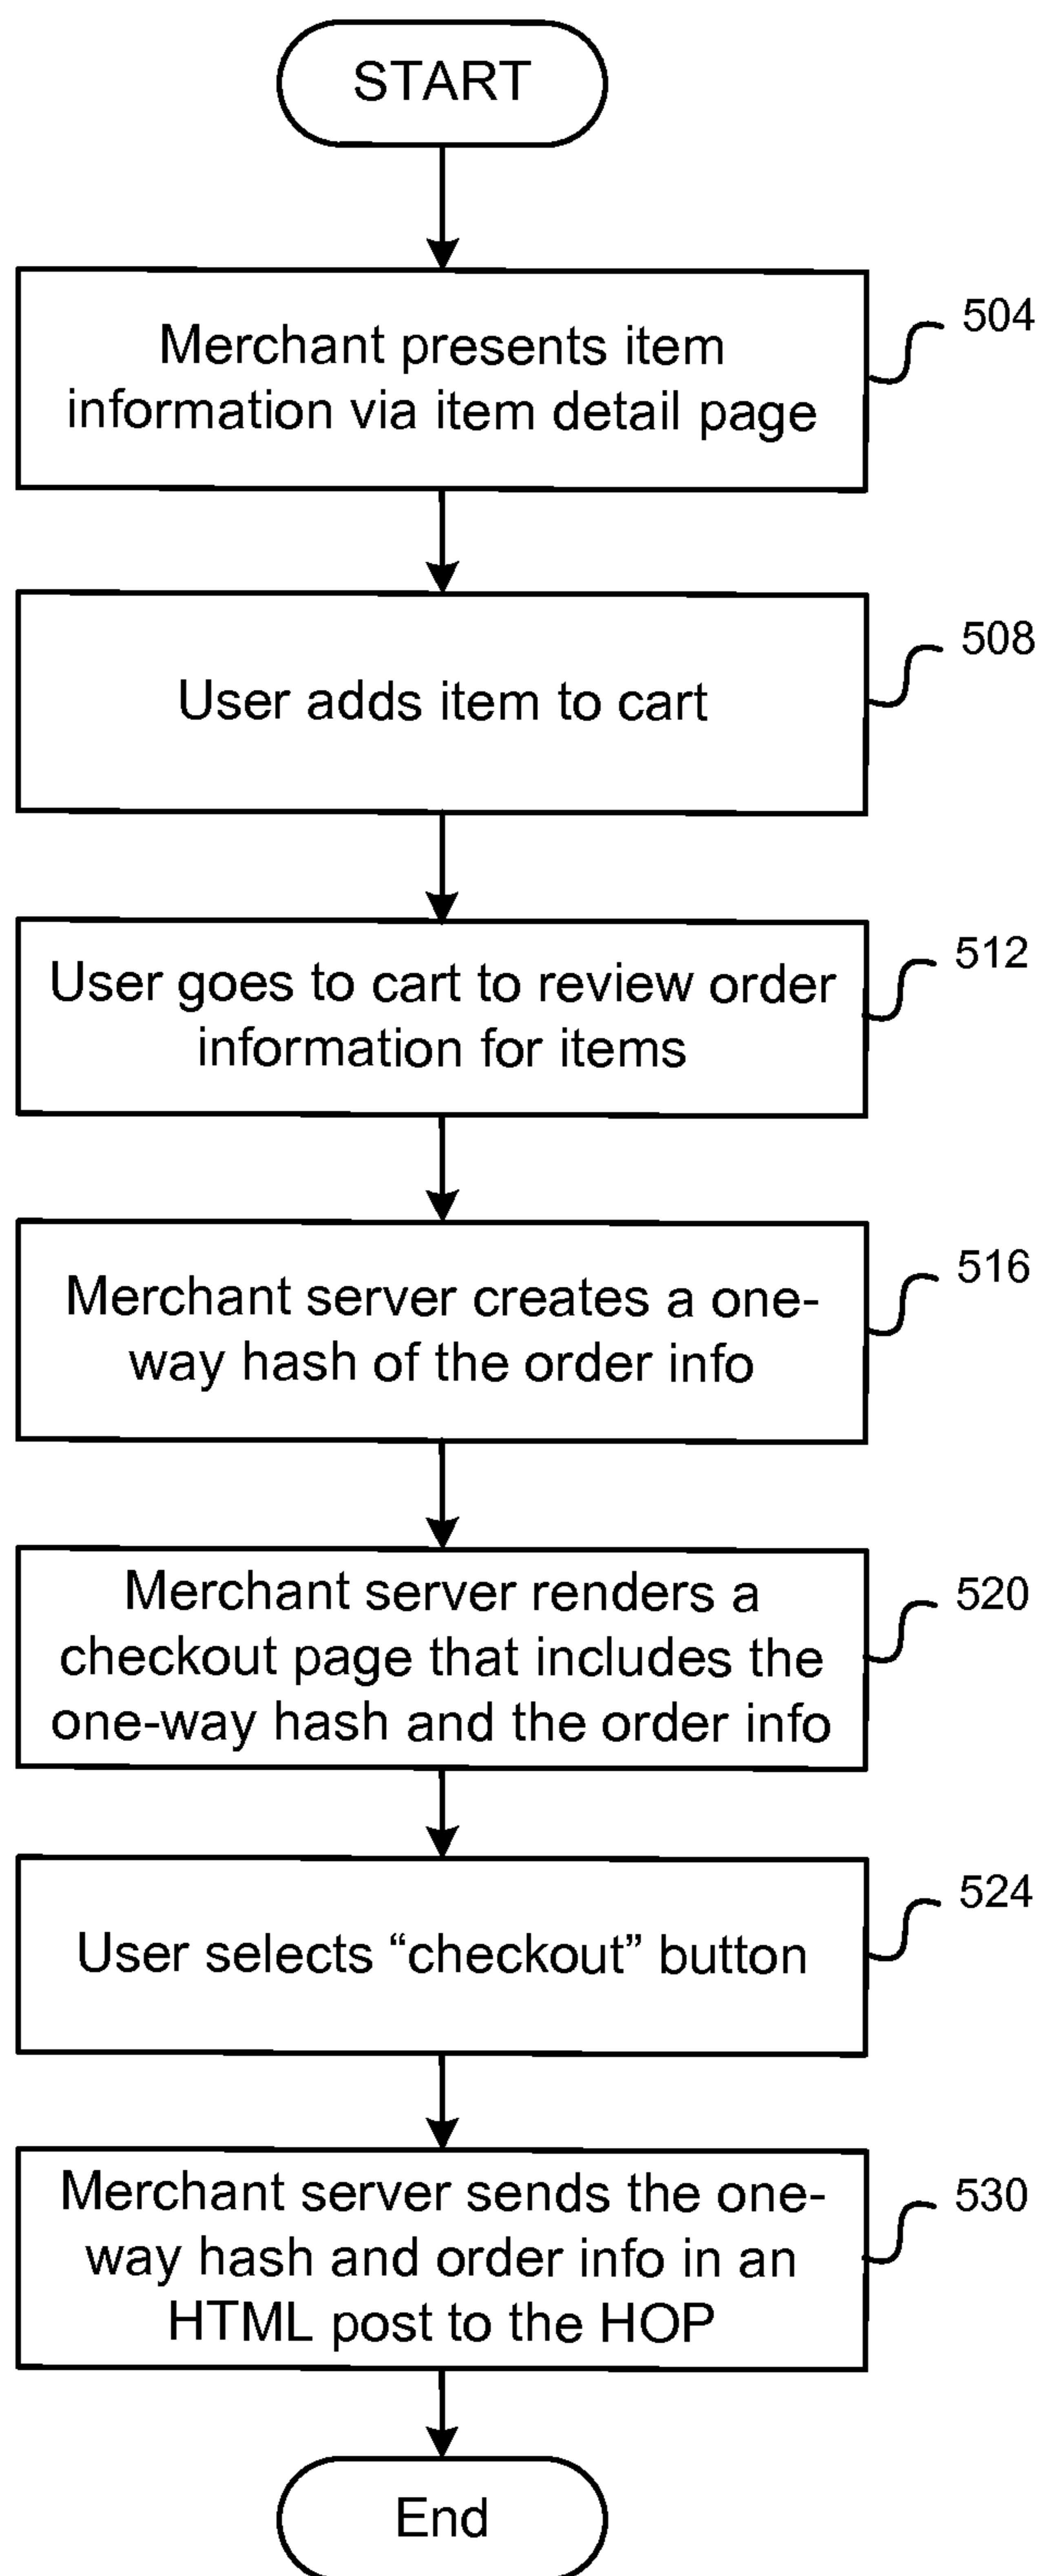 START
Merchant presents item
information via item detail page
504
User adds item to cart
508
User goes to cart to review order
information for items
512
Merchant server creates a one-
way hash of the order info
516
Merchant server renders a
checkout page that includes the
one-way hash and the order info
520
User selects “checkout” button
524
Merchant server sends the one-
way hash and order info in an
HTML post to the HOP
530
End